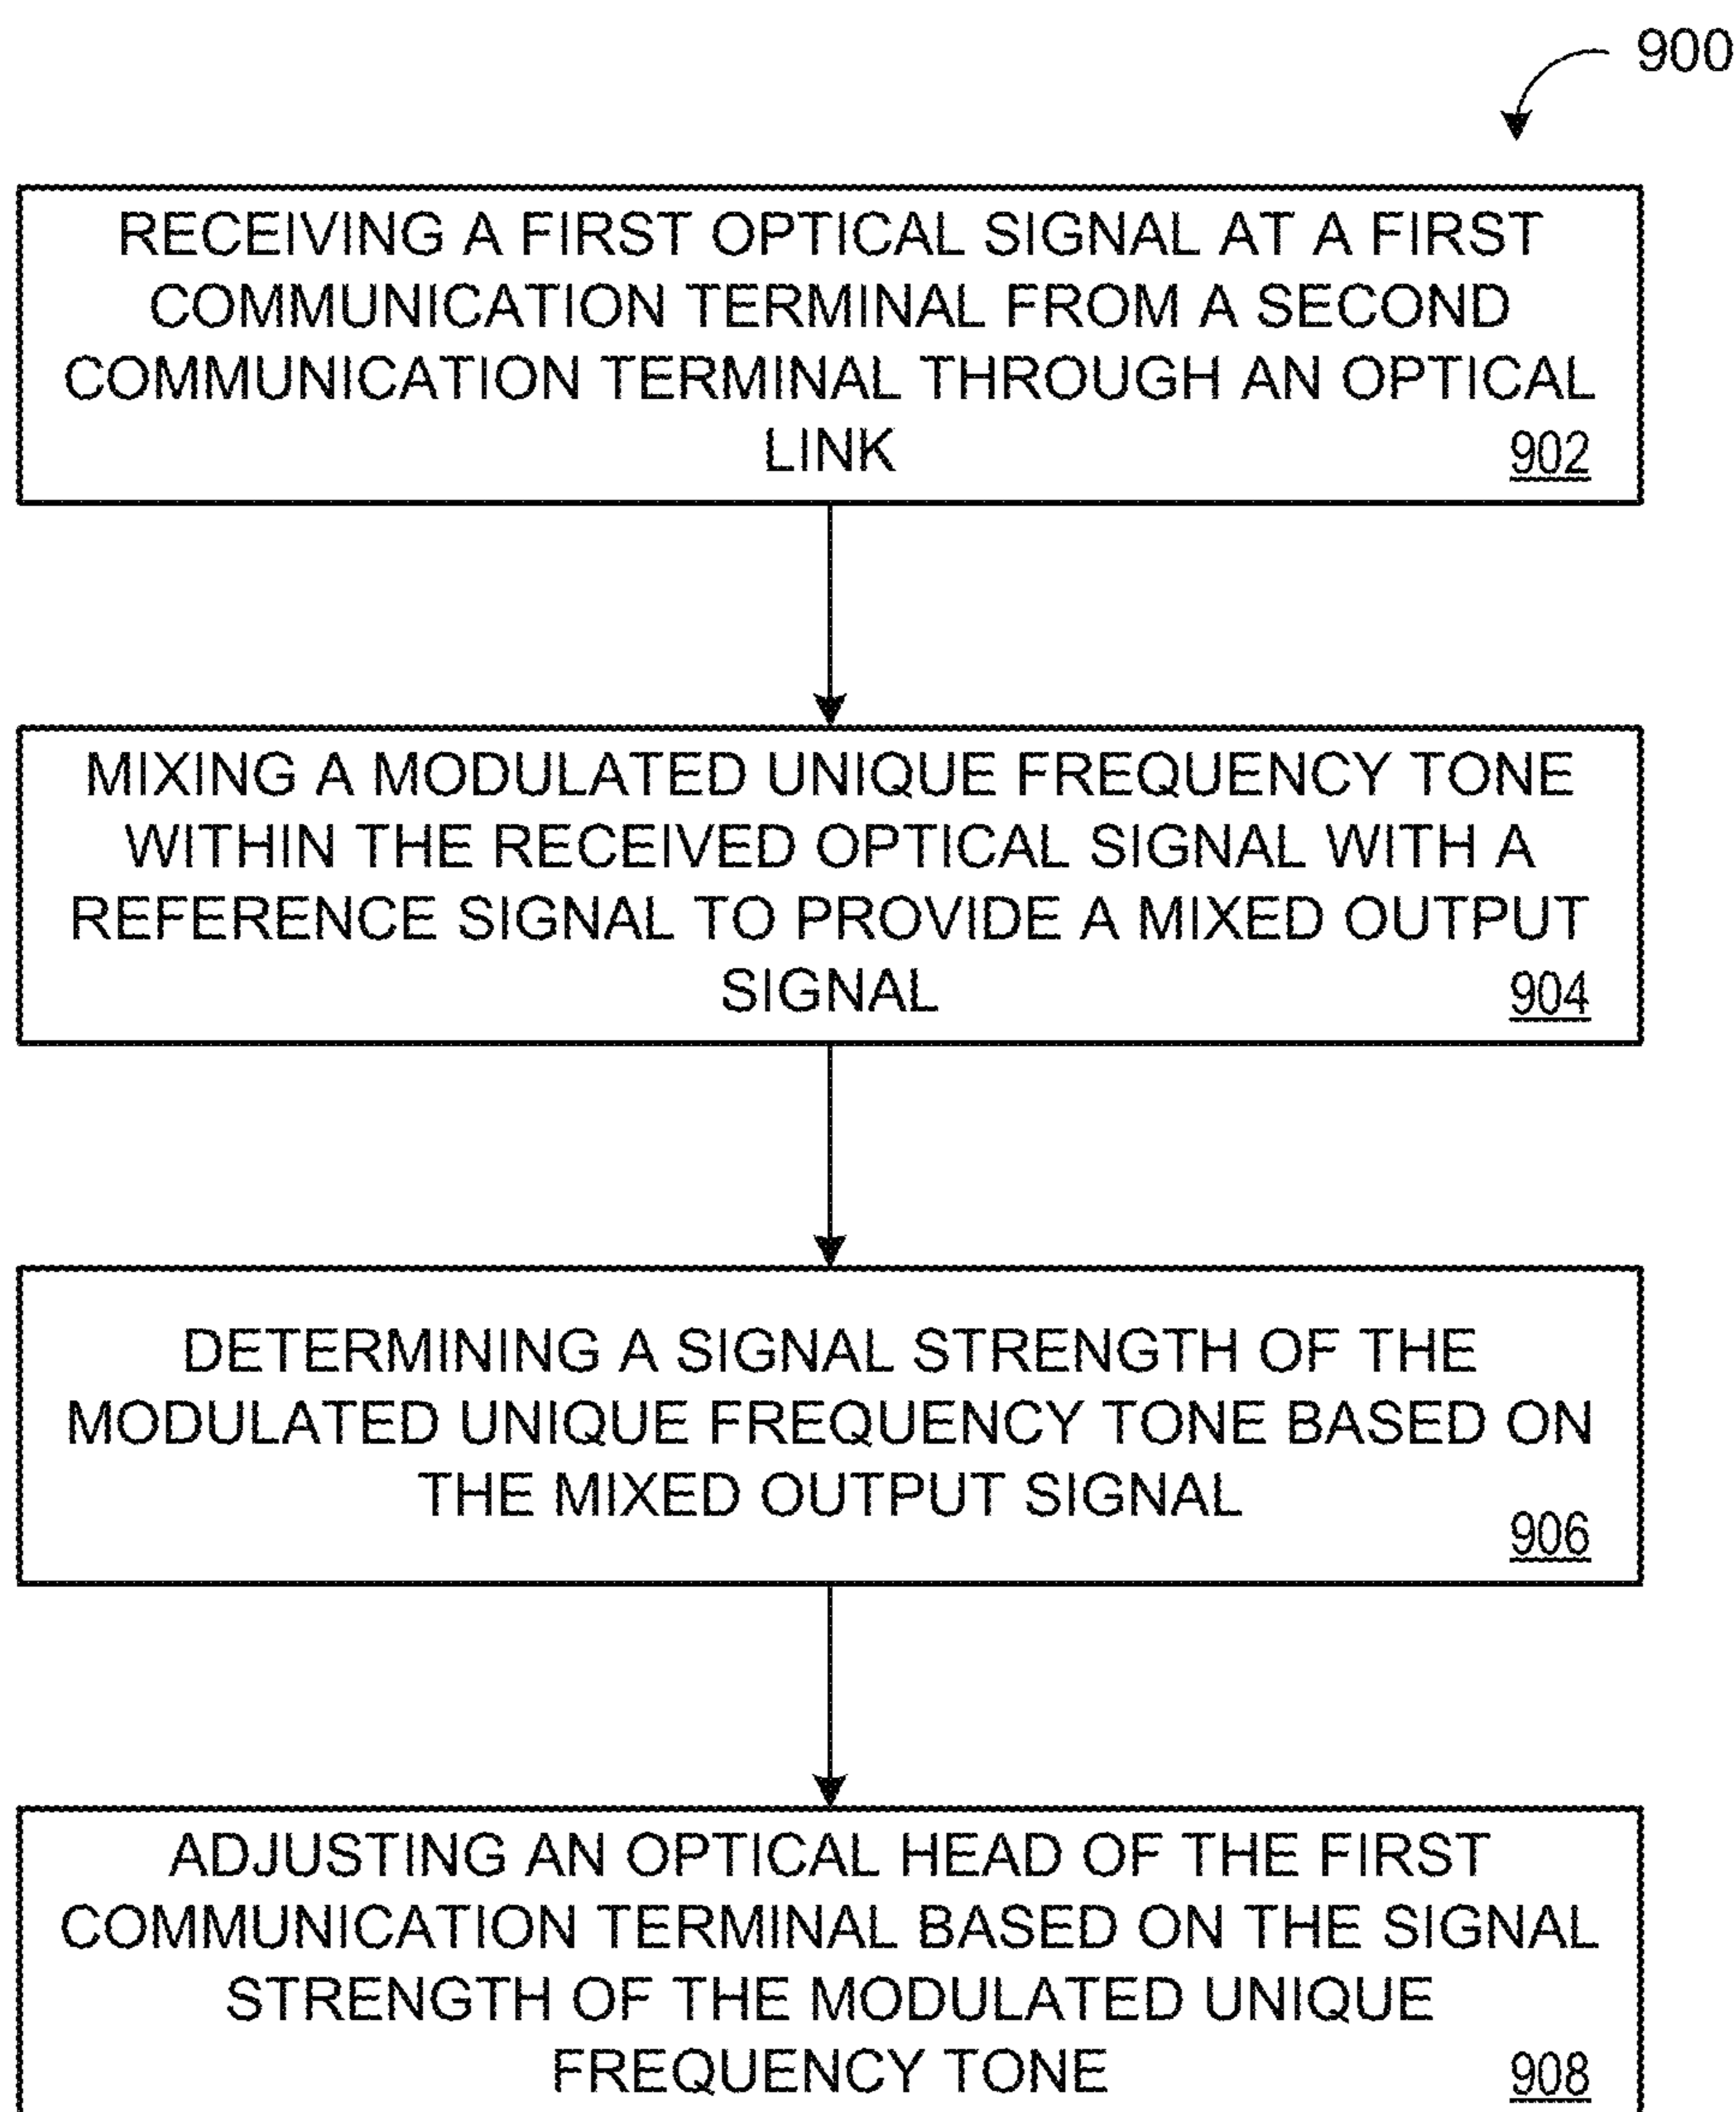 900
RECEIVING A FIRST OPTICAL SIGNAL AT A FIRST
COMMUNICATION TERMINAL FROM A SECOND
COMMUNICATION TERMINAL THROUGH AN OPTICAL
LINK
902
MIXING A MODULATED UNIQUE FREQUENCY TONE
WITHIN THE RECEIVED OPTICAL SIGNAL WITH A
REFERENCE SIGNAL TO PROVIDE A MIXED OUTPUT
SIGNAL
904
DETERMINING A SIGNAL STRENGTH OF THE
MODULATED UNIQUE FREQUENCY TONE BASED ON
THE MIXED OUTPUT SIGNAL
906
ADJUSTING AN OPTICAL HEAD OF THE FIRST
COMMUNICATION TERMINAL BASED ON THE SIGNAL
STRENGTH OF THE MODULATED UNIQUE
FREQUENCY TONE
908